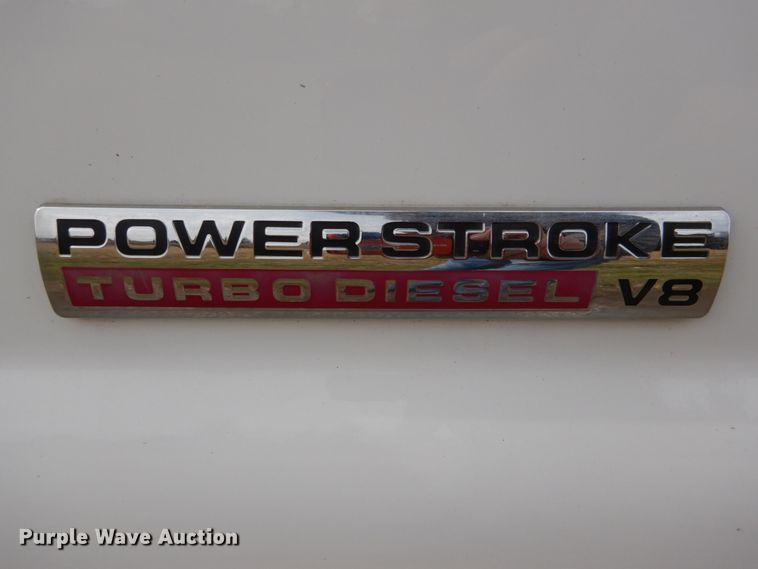 POWER STROKE
TURBO DIESEL V8
Purple Wave Auction